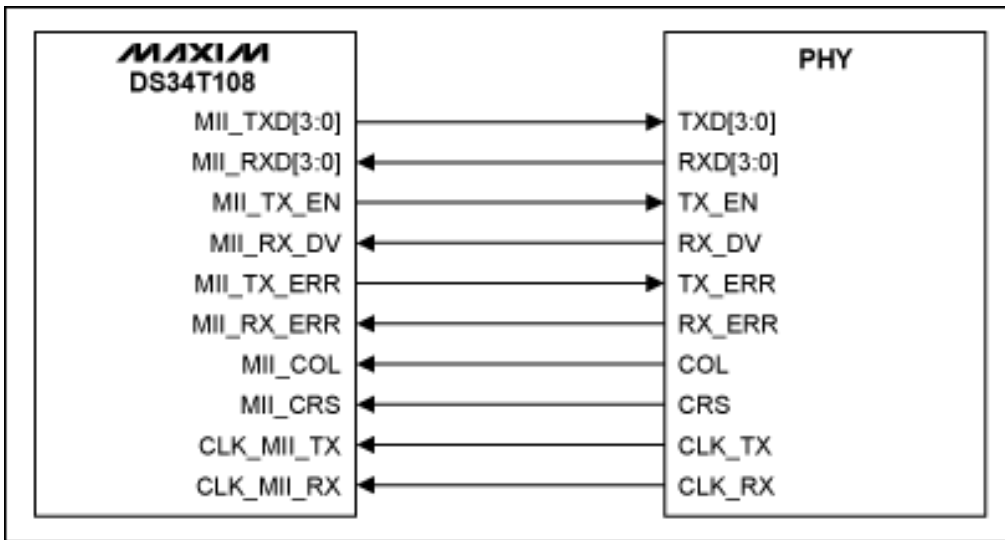 MAXIM PHY
DS34T108
MII_TXD[3:0] TXD[3:0]
MII_RXD[3:0] RXD[3:0]
MII_TX_EN TX_EN
MII_RX_DV RX_DV
MII_TX_ERR TX_ERR
MII_RX_ERR RX_ERR
MII_COL COL
MII_CRS CRS
CLK_MII_TX CLK_TX
CLK_MII_RX CLK_RX